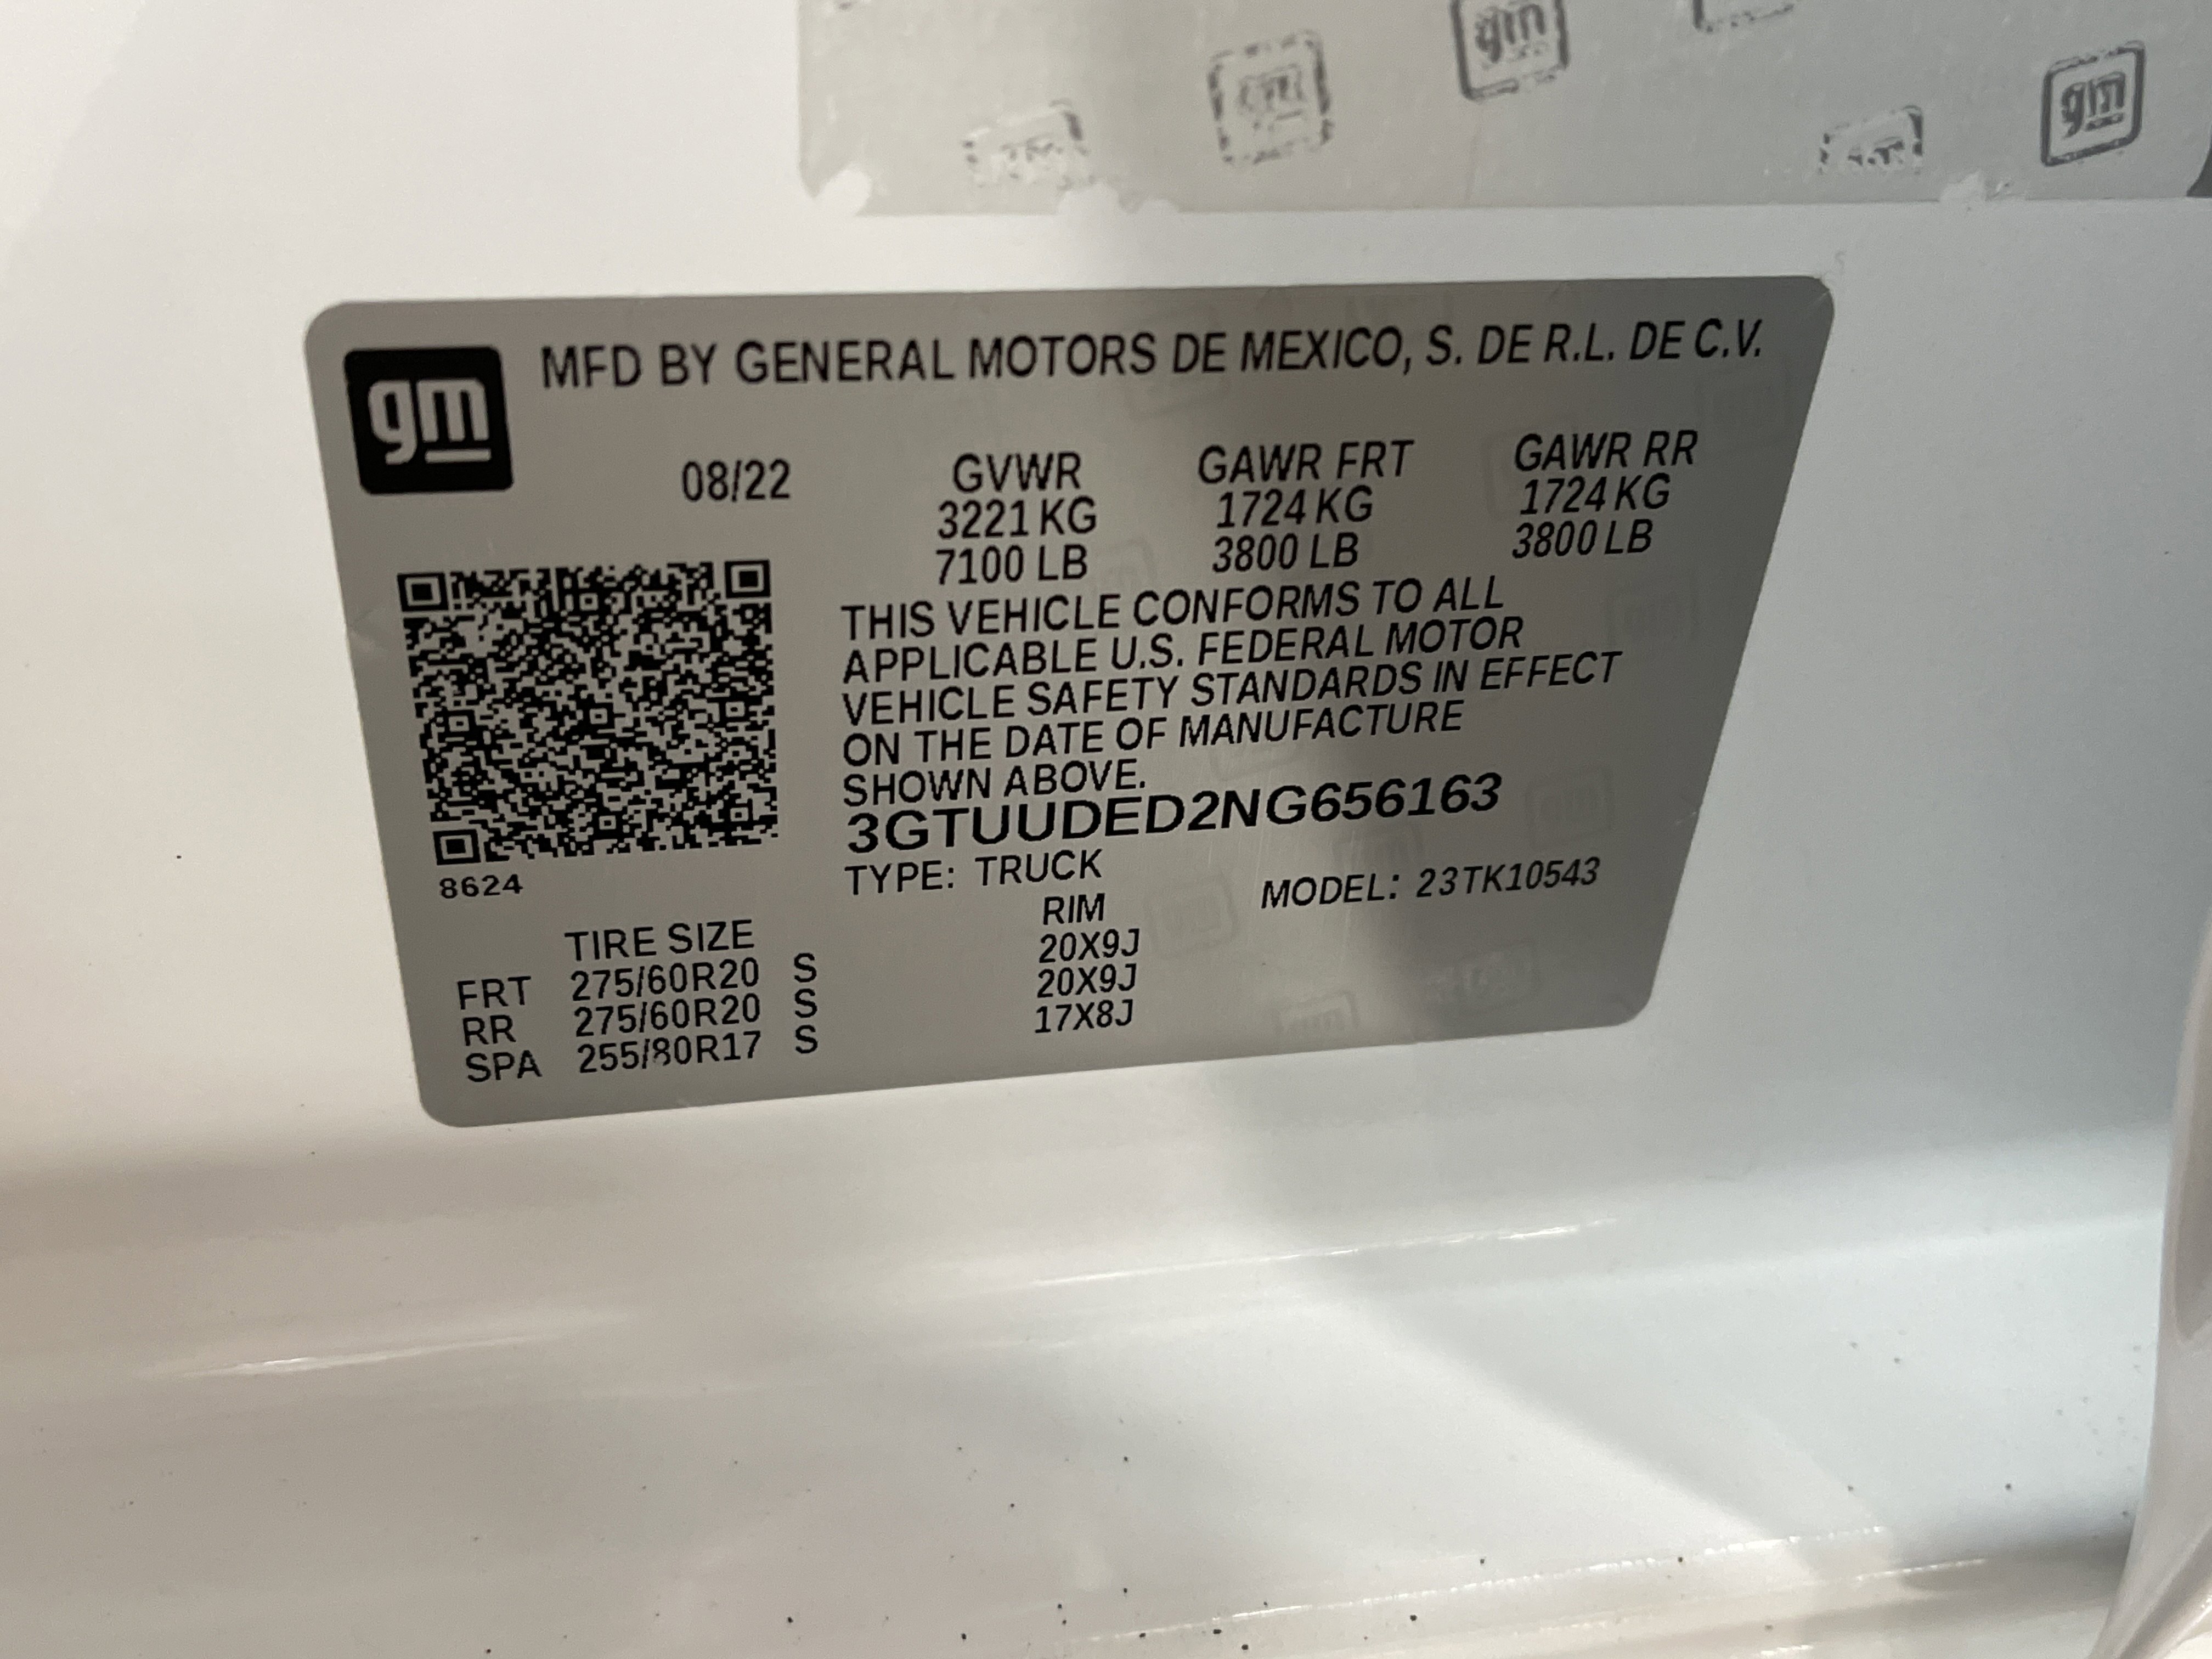 gm
gm
gm MFD BY GENERAL MOTORS DE MEXICO, S. DE R.L. DE C.V.
08/22 GVWR GAWR FRT GAWR RR
3221 KG 1724 KG 1724 KG
7100 LB 3800 LB 3800 LB
THIS VEHICLE CONFORMS TO ALL
APPLICABLE U.S. FEDERAL MOTOR
VEHICLE SAFETY STANDARDS IN EFFECT
ON THE DATE OF MANUFACTURE
SHOWN ABOVE.
3GTUUDED2NG656163
8624 TYPE: TRUCK MODEL: 23TK10543
TIRE SIZE RIM
FRT 275/60R20 S 20X9J
RR 275/60R20 S 20X9J
SPA 255/80R17 S 17X8J